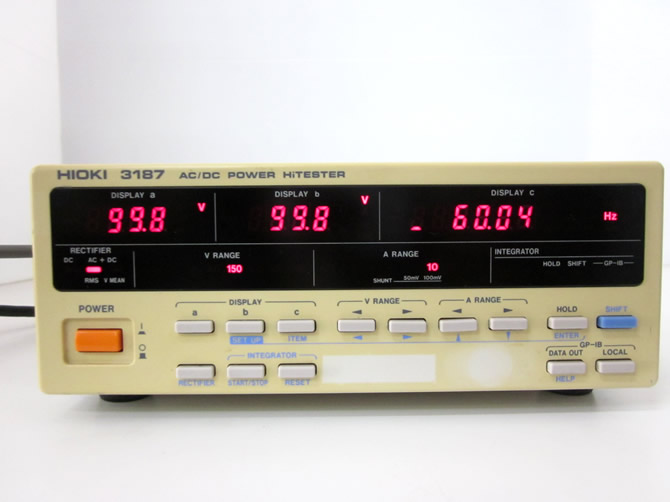 HIOKI 3187 AC/DC POWER HiTESTER
DISPLAY a DISPLAY b DISPLAY c
99.8 V 99.8 V 60.04 Hz
RECTIFIER V RANGE A RANGE INTEGRATOR
DC AC + DC 150 10 HOLD SHIFT GP-IB
RMS V MEAN SHUNT 50mV 100mV
POWER DISPLAY V RANGE A RANGE HOLD SHIFT
a b c
I
SET UP ITEM ENTER
O
INTEGRATOR GP-IB
DATA OUT LOCAL
RECTIFIER START/STOP RESET HELP